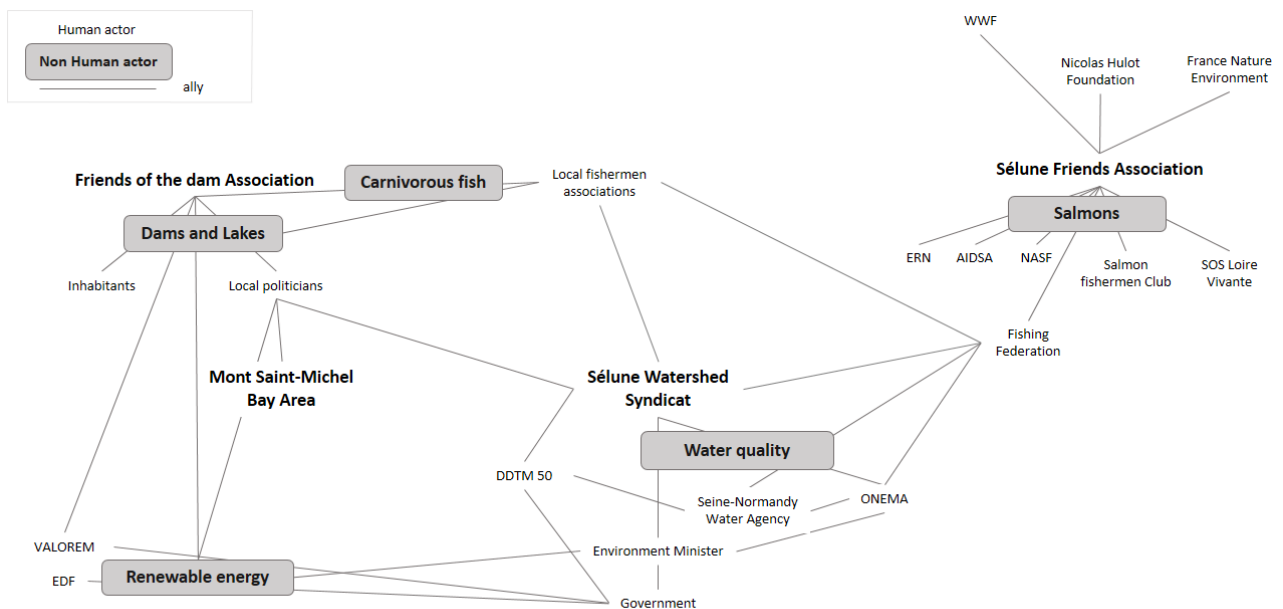 Human actor
Non Human actor
ally
WWF
Nicolas Hulot
Foundation
France Nature
Environment
Friends of the dam Association
Carnivorous fish
Local fishermen
associations
Sélune Friends Association
Salmons
Dams and Lakes
Inhabitants
Local politicians
ERN
AIDSA
NASF
Salmon
fishermen Club
SOS Loire
Vivante
Fishing
Federation
Mont Saint-Michel
Bay Area
Sélune Watershed
Syndicat
Water quality
DDTM 50
Seine-Normandy
Water Agency
ONEMA
VALOREM
Environment Minister
EDF
Renewable energy
Government